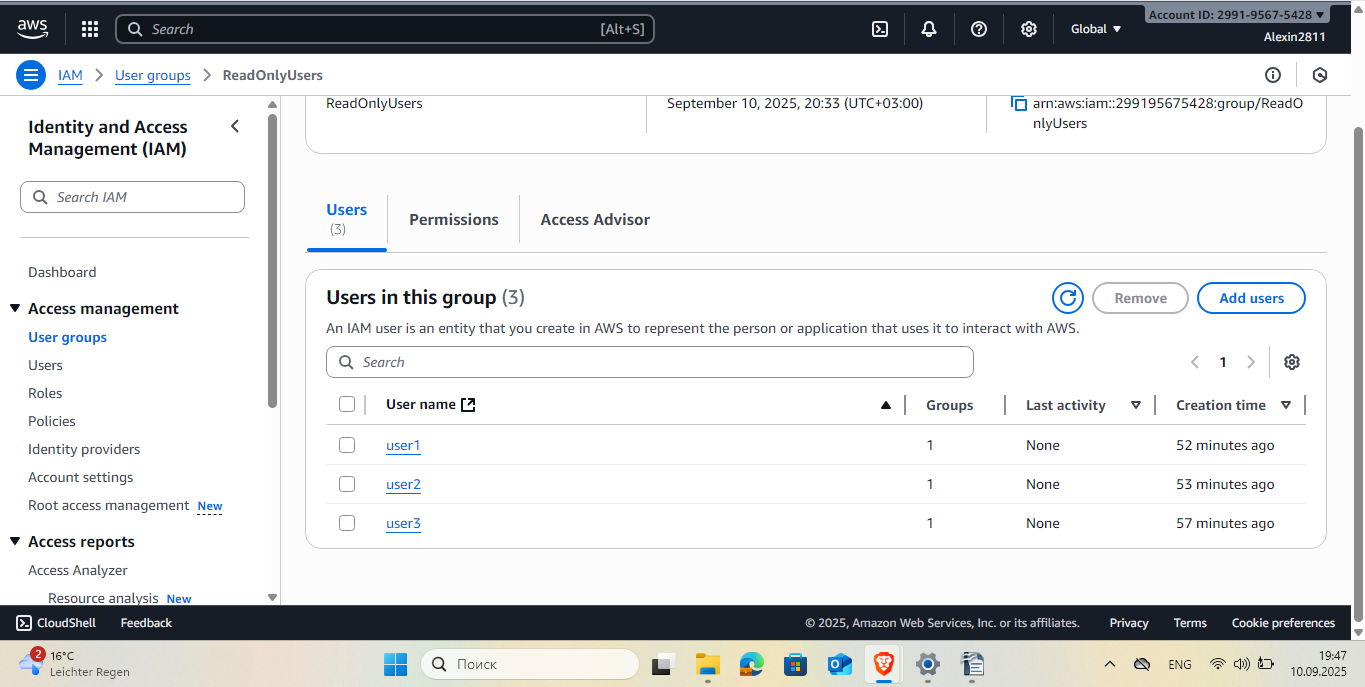 aws
Search
[Alt+S]
Global
Account ID: 2991-9567-5428
Alexin2811
IAM
User groups
ReadOnlyUsers
Identity and Access
Management (IAM)
Search IAM
Dashboard
Access management
User groups
Users
Roles
Policies
Identity providers
Account settings
Root access management New
Access reports
Access Analyzer
Resource analysis New
ReadOnlyUsers
September 10, 2025, 20:33 (UTC+03:00)
arn:aws:iam::299195675428:group/ReadO
nlyUsers
Users
(3)
Permissions
Access Advisor
Users in this group (3)
Remove
Add users
An IAM user is an entity that you create in AWS to represent the person or application that uses it to interact with AWS.
Search
1
User name Groups Last activity Creation time
user1 1 None 52 minutes ago
user2 1 None 53 minutes ago
user3 1 None 57 minutes ago
CloudShell Feedback © 2025, Amazon Web Services, Inc. or its affiliates. Privacy Terms Cookie preferences
2
16°C
Leichter Regen
Поиск
ENG
19:47
10.09.2025